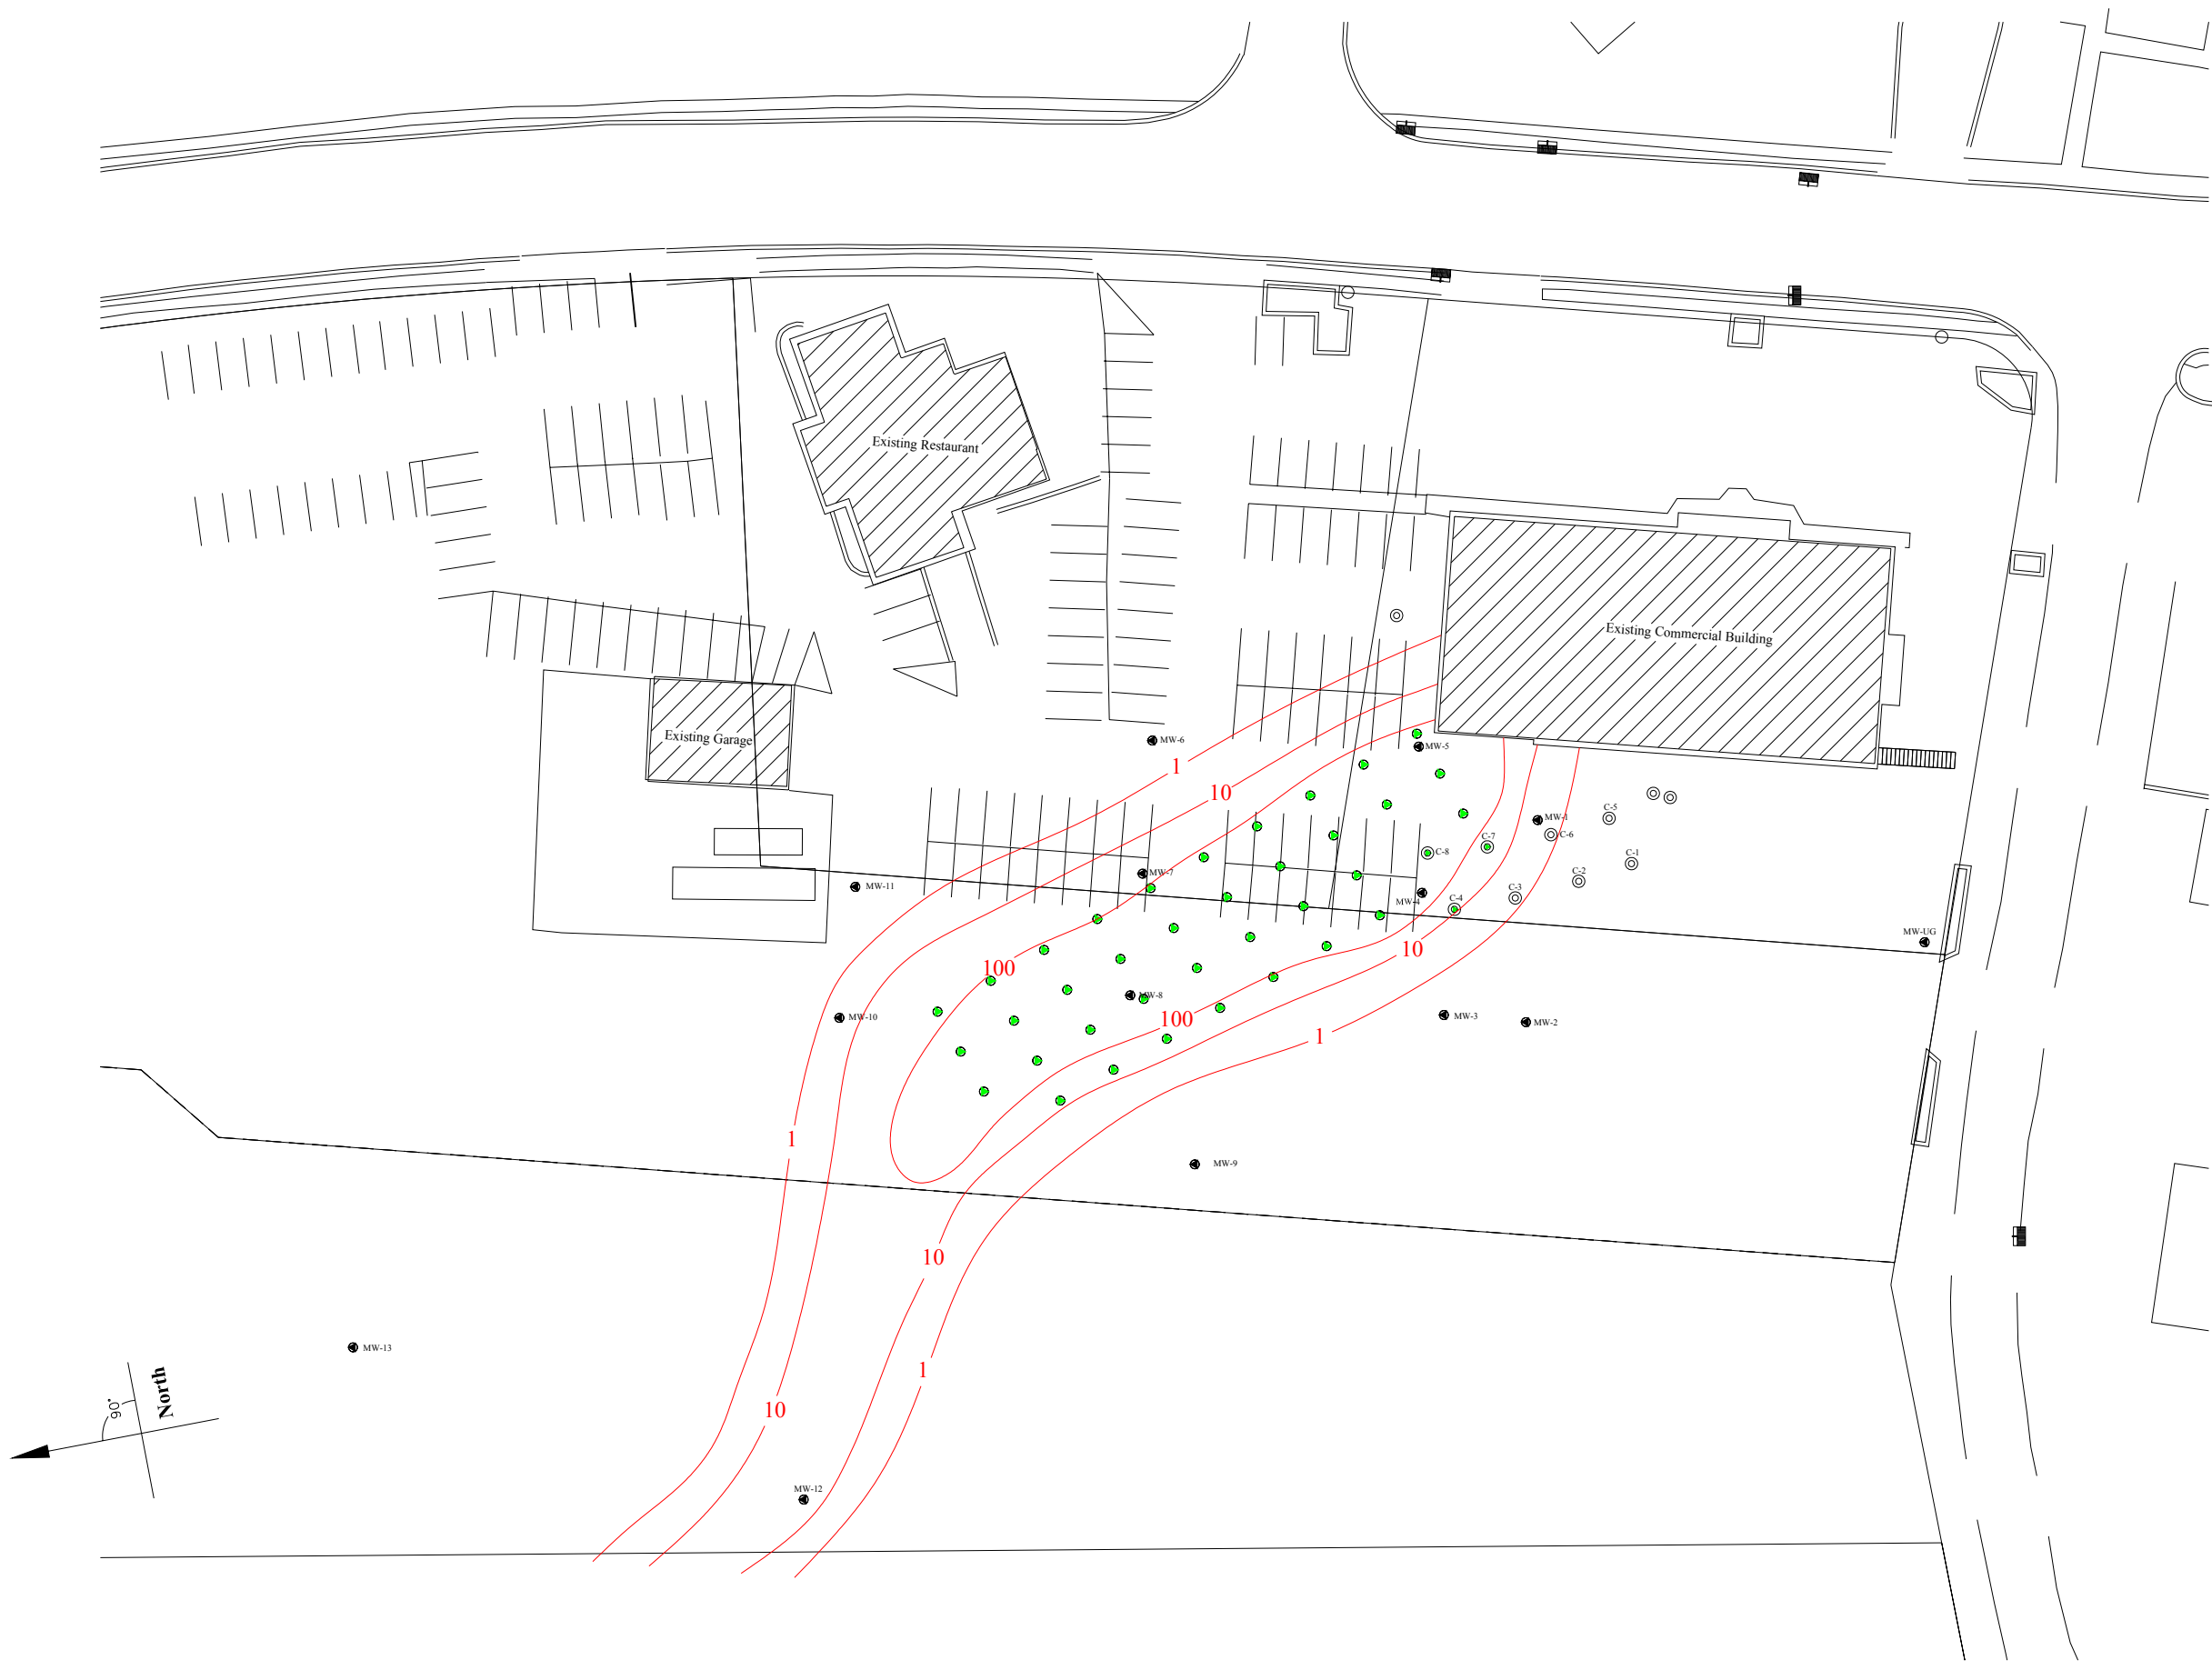 Existing Restaurant
Existing Commercial Building
Existing Garage
MW-6
MW-5
1
10
MW-1
C-5
C-6
C-7
C-8
C-1
MW-7
C-2
MW-11
C-3
MW-4
C-4
MW-UG
10
100
MW-8
MW-10
100
MW-3
MW-2
1
1
MW-9
10
MW-13
1
North
90°
10
MW-12